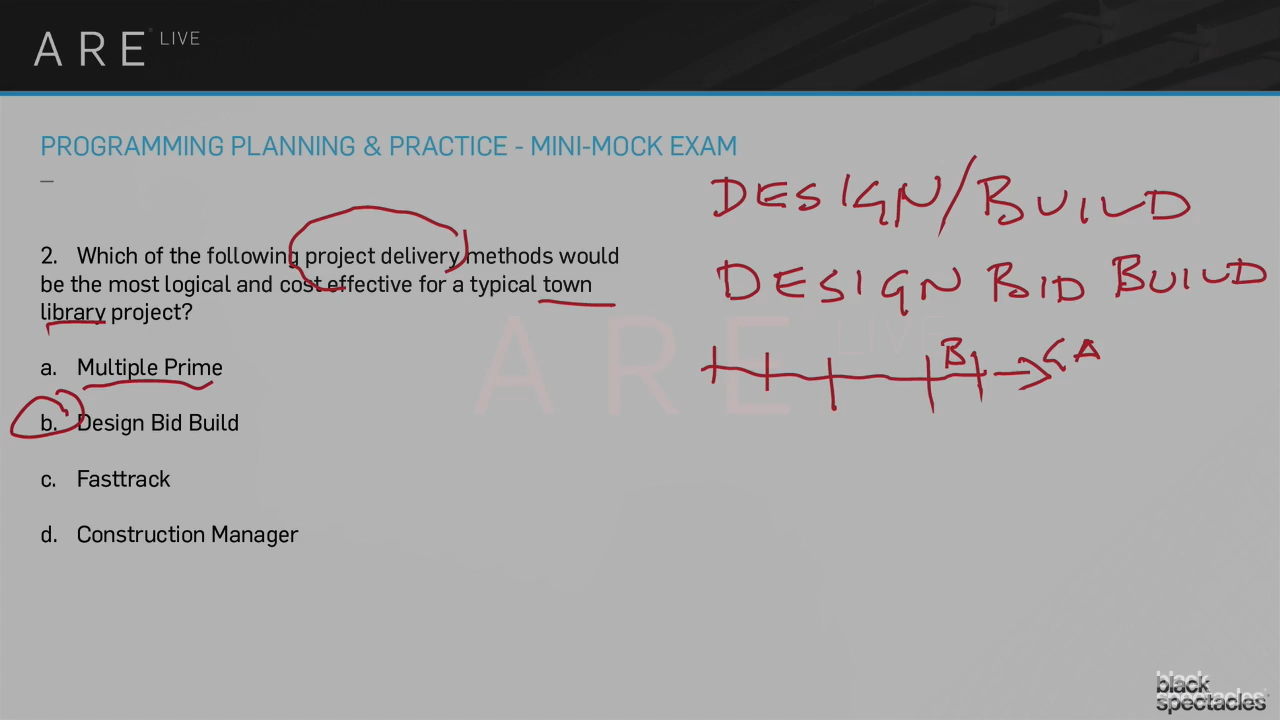 ARE LIVE
PROGRAMMING PLANNING & PRACTICE - MINI-MOCK EXAM
2. Which of the following project delivery methods would
be the most logical and cost effective for a typical town
library project?
a. Multiple Prime
b. Design Bid Build
c. Fasttrack
d. Construction Manager
DESIGN/BUILD
DESIGN BID BUILD
B CA
ARE LIVE
black
spectacles